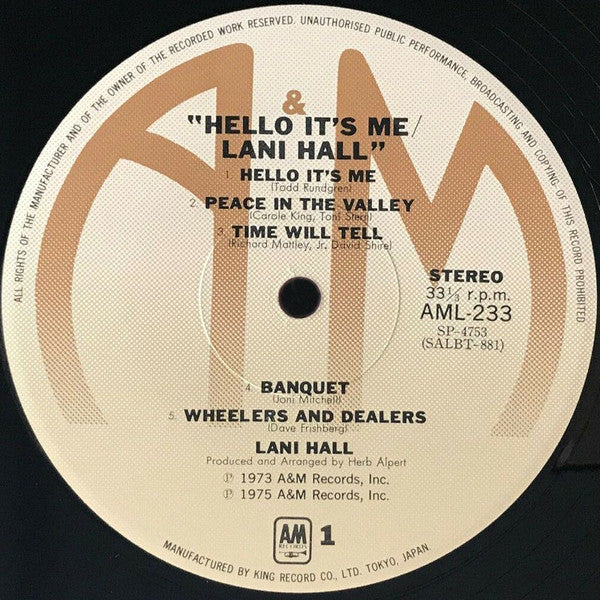 ALL RIGHTS OF THE MANUFACTURER AND OF THE OWNER OF THE RECORDED WORK RESERVED. UNAUTHORISED PUBLIC PERFORMANCE, BROADCASTING AND COPYING OF THIS RECORD PROHIBITED
A&M
"HELLO IT'S ME/
LANI HALL"
1. HELLO IT'S ME
(Todd Rundgren)
2. PEACE IN THE VALLEY
(Carole King, Toni Stern)
3. TIME WILL TELL
(Richard Mattley, Jr. David Shire)
STEREO
33 1/3 r.p.m.
AML-233
SP-4753
(SALBT-881)
4. BANQUET
(Joni Mitchell)
5. WHEELERS AND DEALERS
(Dave Frishberg)
LANI HALL
Produced and Arranged by Herb Alpert
℗ 1973 A&M Records, Inc.
℗ 1975 A&M Records, Inc.
AM 1
RECORDS
MANUFACTURED BY KING RECORD CO., LTD. TOKYO, JAPAN.